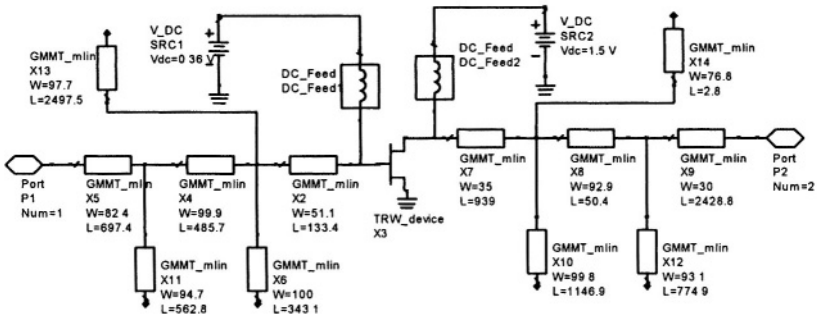 GMMT_mlin
X13
W=97.7
L=2497.5
V_DC
SRC1
Vdc=0 36 V
DC_Feed
DC_Feed1
DC_Feed
DC_Feed2
V_DC
SRC2
Vdc=1.5 V
GMMT_mlin
X14
W=76.8
L=2.8
Port
P1
Num=1
GMMT_mlin
X5
W=82 4
L=697.4
GMMT_mlin
X4
W=99.9
L=485.7
GMMT_mlin
X2
W=51.1
L=133.4
TRW_device
X3
GMMT_mlin
X7
W=35
L=939
GMMT_mlin
X8
W=92.9
L=50.4
GMMT_mlin
X9
W=30
L=2428.8
Port
P2
Num=2
GMMT_mlin
X11
W=94.7
L=562.8
GMMT_mlin
X6
W=100
L=343 1
GMMT_mlin
X10
W=99 8
L=1146.9
GMMT_mlin
X12
W=93 1
L=774 9